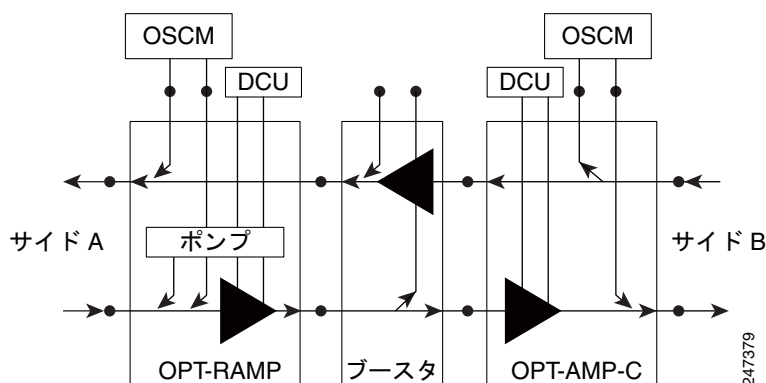 OSCM
OSCM
DCU
DCU
サイド A
ポンプ
サイド B
OPT-RAMP
ブースタ
OPT-AMP-C
247379